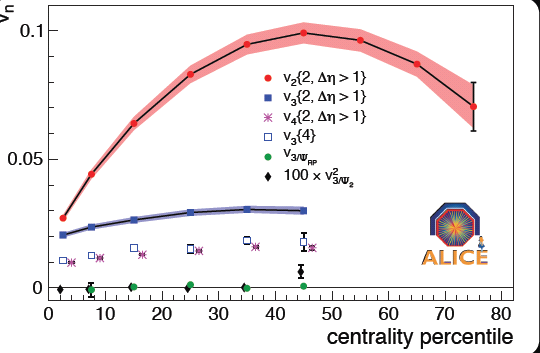 vn
0.1
v2{2, Δη > 1}
v3{2, Δη > 1}
v4{2, Δη > 1}
v3{4}
v3/ΨRP
100 × v²3/Ψ2
0.05
ALICE
0
0 10 20 30 40 50 60 70 80
centrality percentile